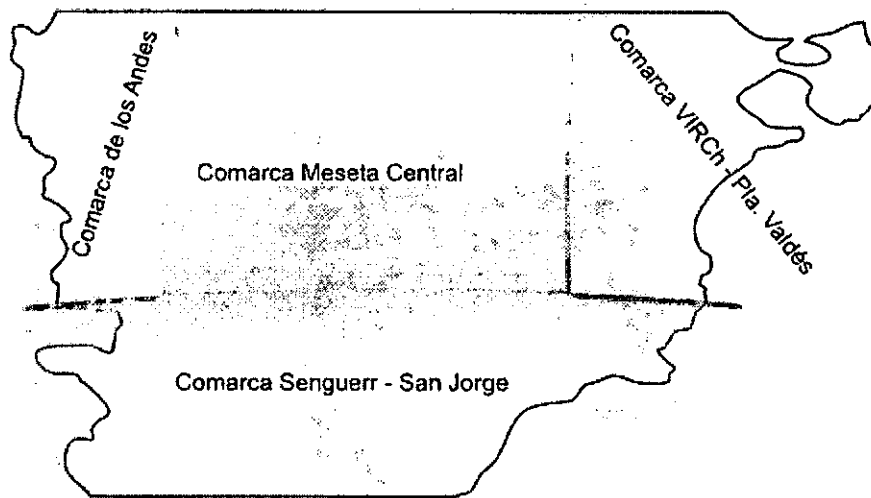 Comarca de los Andes
Comarca Meseta Central
Comarca VIRCh - Pla. Valdés
Comarca Senguerr - San Jorge